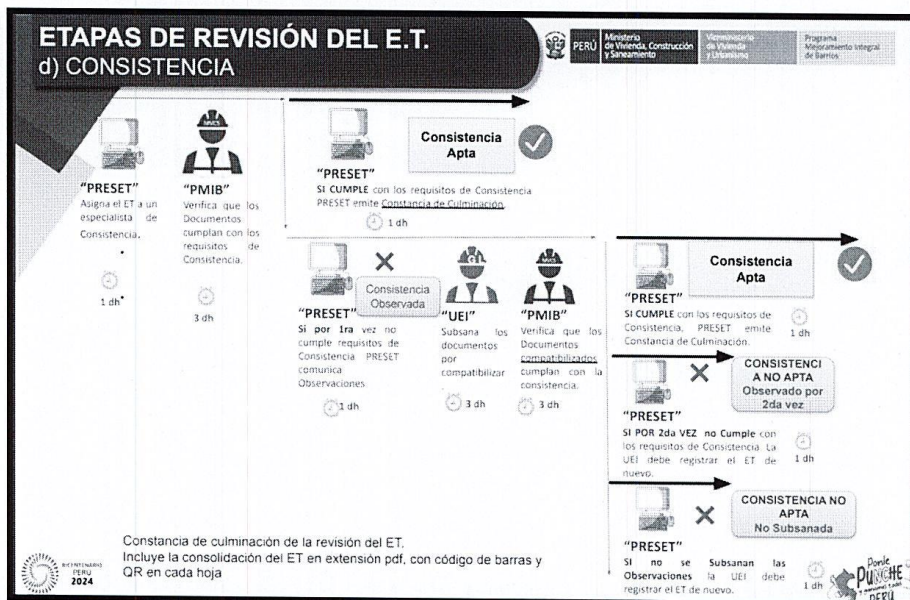 ETAPAS DE REVISIÓN DEL E.T.
d) CONSISTENCIA
PERÚ
Ministerio
de Vivienda, Construcción
y Saneamiento
Viceministerio
de Vivienda
y Urbanismo
Programa
Mejoramiento Integral
de Barrios
"PRESET"
Asigna el ET a un
especialista de
Consistencia.
1 dh
MVCS
"PMIB"
Verifica que los
Documentos
cumplan con los
requisitos de
Consistencia.
3 dh
Consistencia
Apta
"PRESET"
SI CUMPLE con los requisitos de Consistencia
PRESET emite Constancia de Culminación.
1 dh
Consistencia
Observada
"PRESET"
Si por 1ra vez no
cumple requisitos de
Consistencia PRESET
comunica
Observaciones
1 dh
GL
"UEI"
Subsana los
documentos
por
compatibilizar
3 dh
MVCS
"PMIB"
Verifica que los
Documentos
compatibilizados
cumplan con la
consistencia.
3 dh
Consistencia
Apta
"PRESET"
SI CUMPLE con los requisitos de
Consistencia, PRESET emite
Constancia de Culminación.
1 dh
CONSISTENCI
A NO APTA
Observado por
2da vez
"PRESET"
SI POR 2da VEZ no Cumple con
los requisitos de Consistencia. La
UEI debe registrar el ET de
nuevo.
1 dh
CONSISTENCIA NO
APTA
No Subsanada
"PRESET"
SI no se Subsanan las
Observaciones la UEI debe
registrar el ET de nuevo.
1 dh
Constancia de culminación de la revisión del ET.
Incluye la consolidación del ET en extensión pdf, con código de barras y
QR en cada hoja
BICENTENARIO
PERÚ
2024
Ponle
PUNCHE
PERÚ